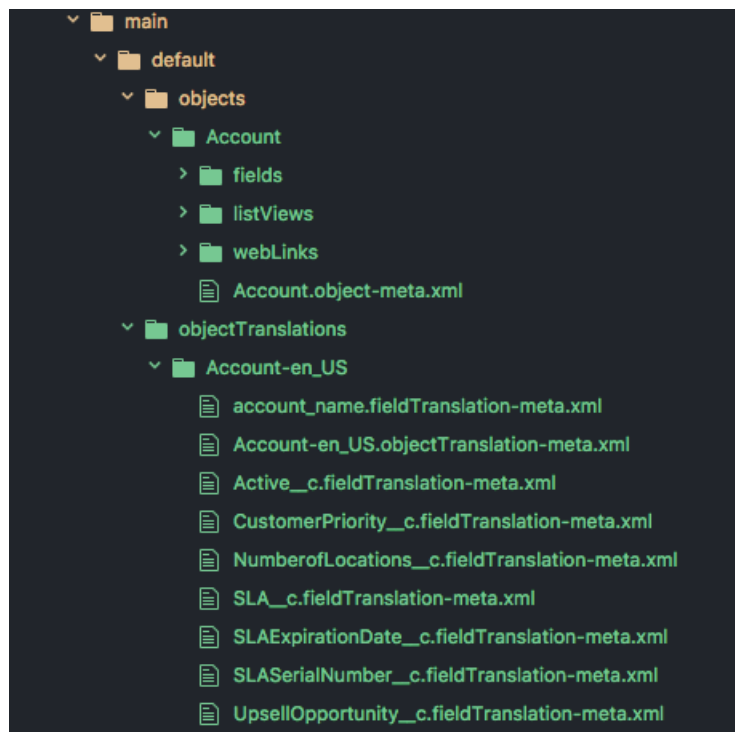 main
default
objects
Account
fields
listViews
webLinks
Account.object-meta.xml
objectTranslations
Account-en_US
account_name.fieldTranslation-meta.xml
Account-en_US.objectTranslation-meta.xml
Active__c.fieldTranslation-meta.xml
CustomerPriority__c.fieldTranslation-meta.xml
NumberofLocations__c.fieldTranslation-meta.xml
SLA__c.fieldTranslation-meta.xml
SLAExpirationDate__c.fieldTranslation-meta.xml
SLASerialNumber__c.fieldTranslation-meta.xml
UpsellOpportunity__c.fieldTranslation-meta.xml